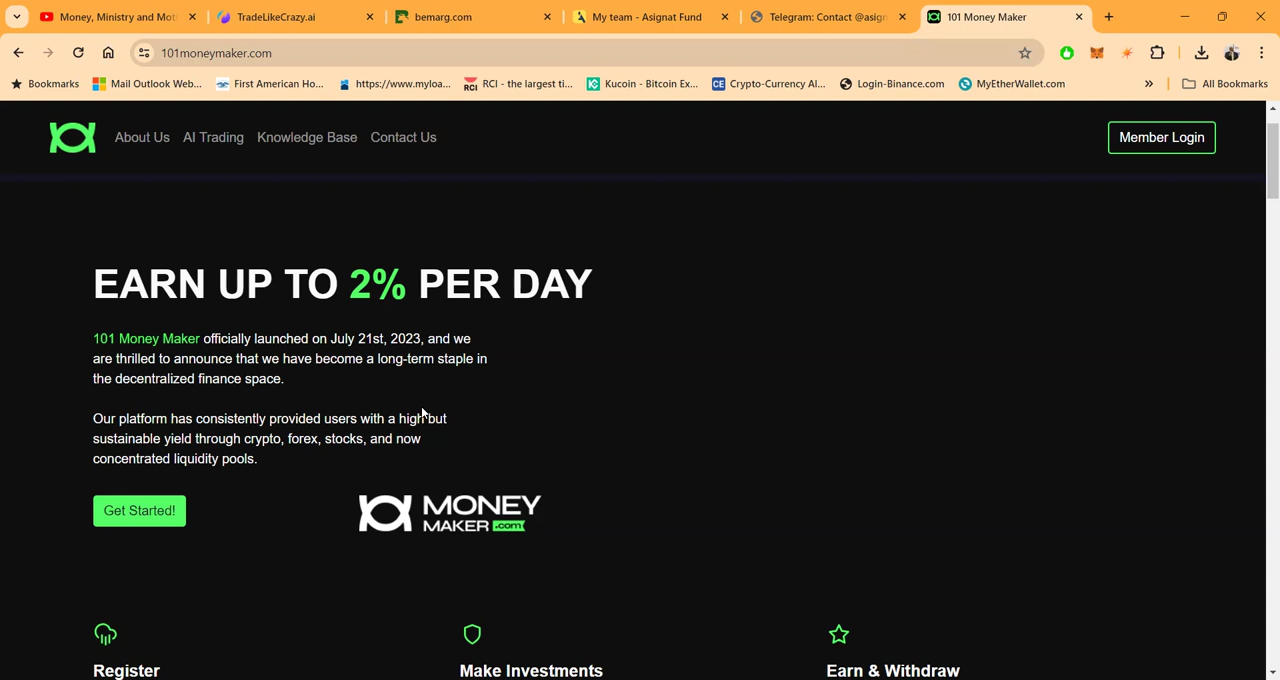 Money, Ministry and Mot
TradeLikeCrazy.ai
bemarg.com
My team - Asignat Fund
Telegram: Contact @asign
101 Money Maker
101moneymaker.com
Bookmarks
Mail Outlook Web...
First American Ho...
https://www.myloa...
RCI - the largest ti...
Kucoin - Bitcoin Ex...
Crypto-Currency Al...
Login-Binance.com
MyEtherWallet.com
All Bookmarks
About Us
AI Trading
Knowledge Base
Contact Us
Member Login
EARN UP TO 2% PER DAY
101 Money Maker officially launched on July 21st, 2023, and we
are thrilled to announce that we have become a long-term staple in
the decentralized finance space.
Our platform has consistently provided users with a high but
sustainable yield through crypto, forex, stocks, and now
concentrated liquidity pools.
Get Started!
MONEY
MAKER .com
Register
Make Investments
Earn & Withdraw